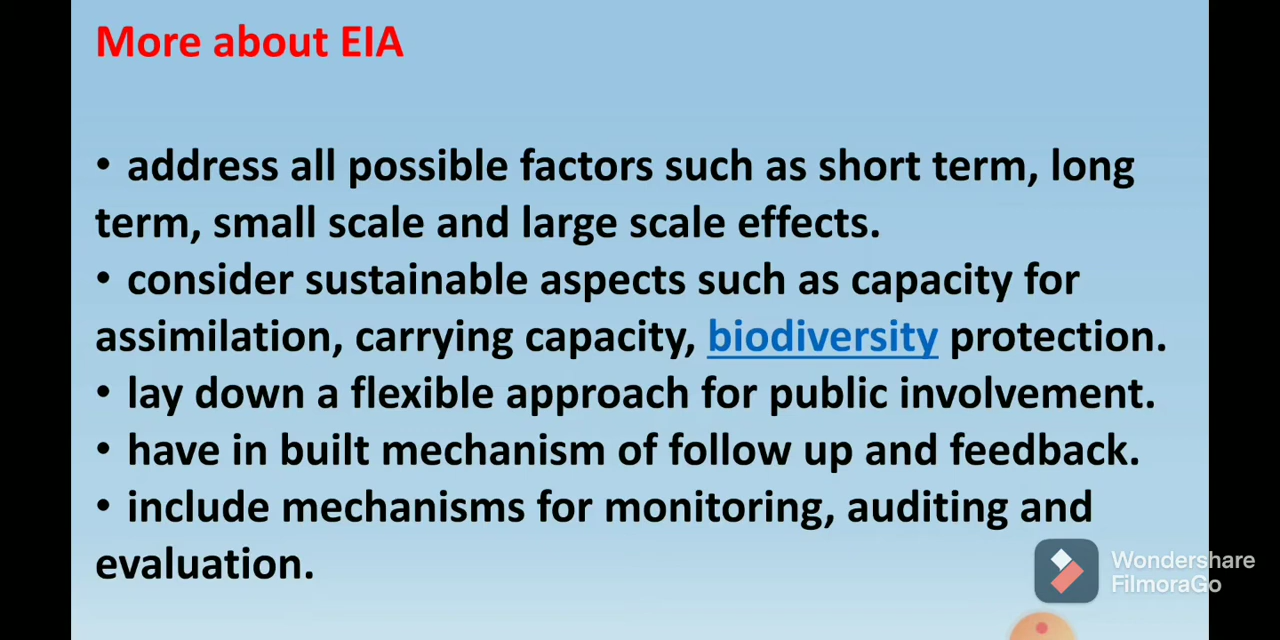 More about EIA
• address all possible factors such as short term, long
term, small scale and large scale effects.
• consider sustainable aspects such as capacity for
assimilation, carrying capacity, biodiversity protection.
• lay down a flexible approach for public involvement.
• have in built mechanism of follow up and feedback.
• include mechanisms for monitoring, auditing and
evaluation.
Wondershare
FilmoraGo